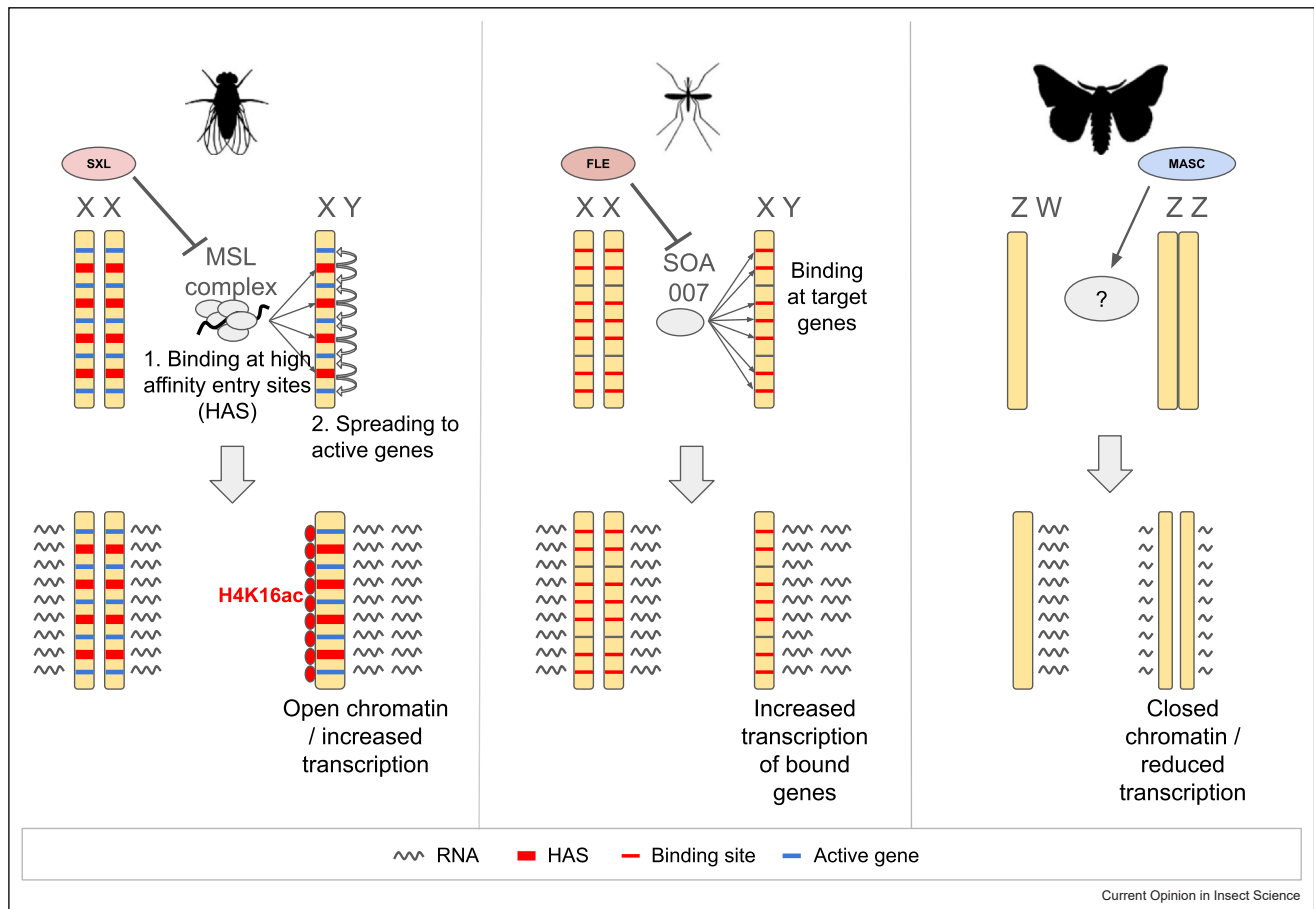 SXL
X X
X Y
MSL
complex
1. Binding at high
affinity entry sites
(HAS)
2. Spreading to
active genes
H4K16ac
Open chromatin
/ increased
transcription
FLE
X X
X Y
SOA
007
Binding
at target
genes
Increased
transcription
of bound
genes
MASC
Z W
Z Z
?
Closed
chromatin /
reduced
transcription
RNA
HAS
Binding site
Active gene
Current Opinion in Insect Science